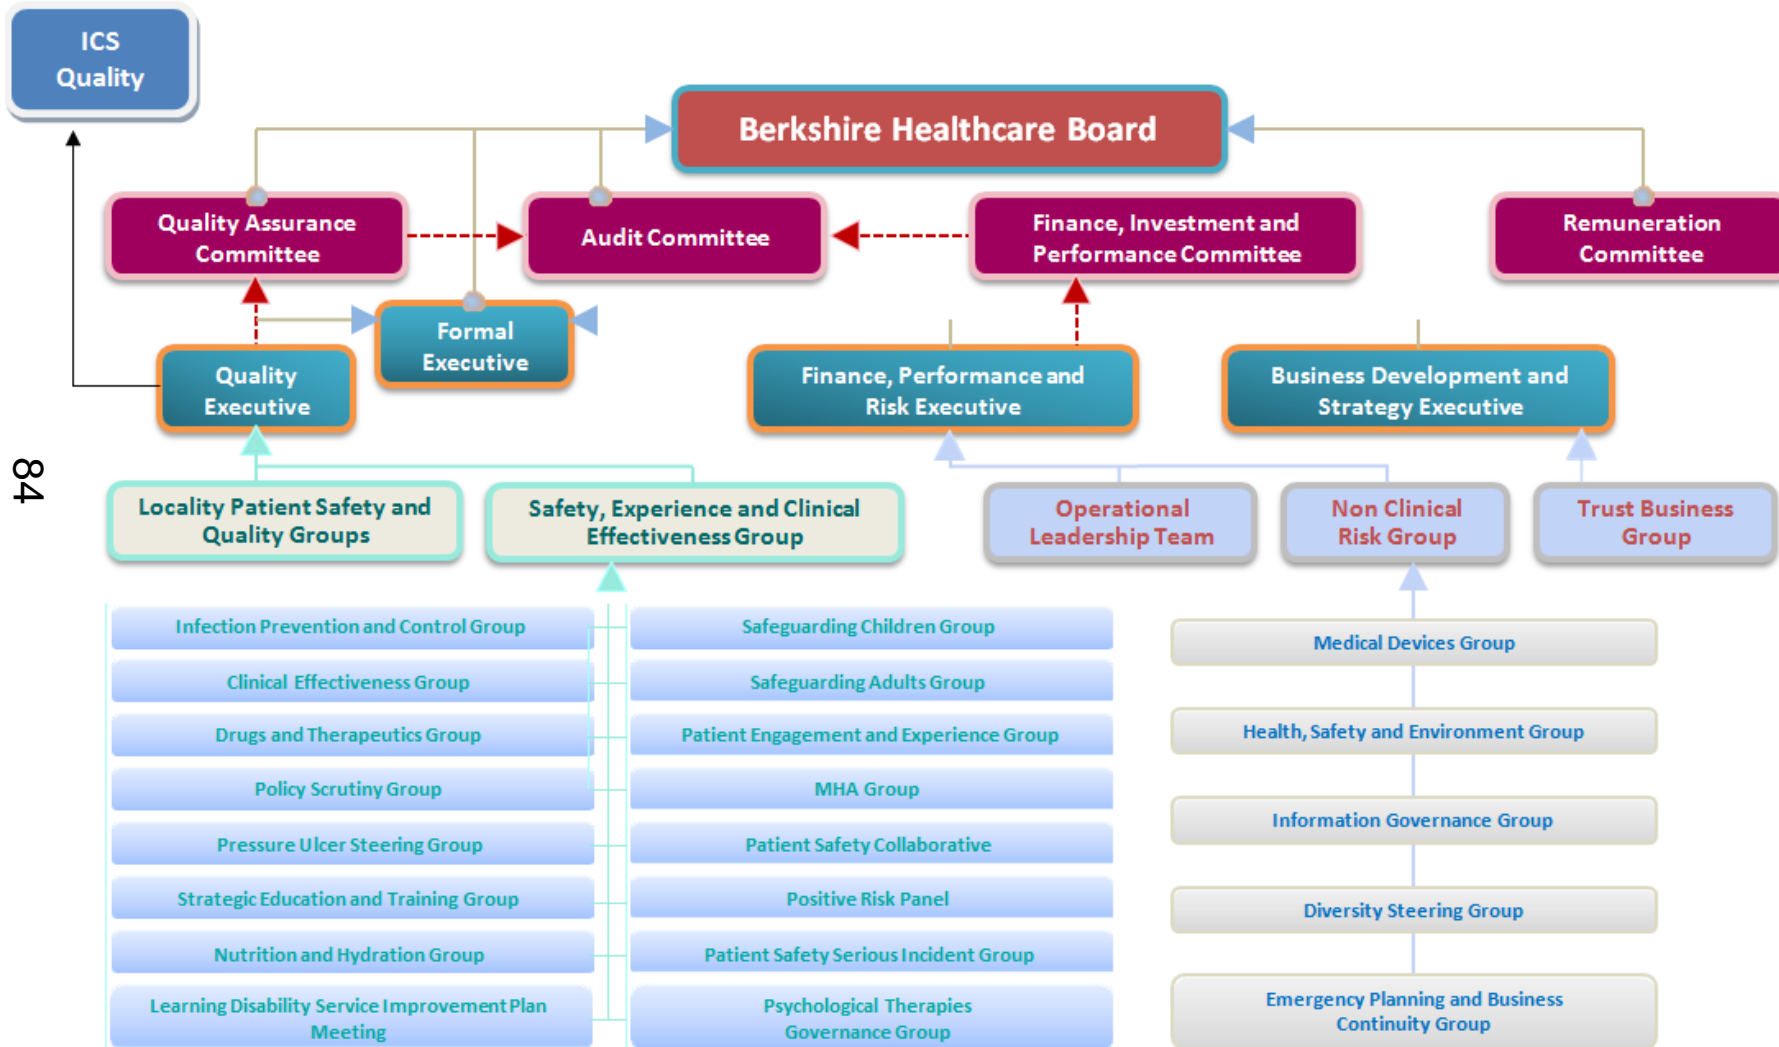 ICS
Quality
Berkshire Healthcare Board
Quality Assurance
Committee
Audit Committee
Finance, Investment and
Performance Committee
Remuneration
Committee
Formal
Executive
Quality
Executive
Finance, Performance and
Risk Executive
Business Development and
Strategy Executive
84
Locality Patient Safety and
Quality Groups
Safety, Experience and Clinical
Effectiveness Group
Operational
Leadership Team
Non Clinical
Risk Group
Trust Business
Group
Infection Prevention and Control Group
Clinical Effectiveness Group
Drugs and Therapeutics Group
Policy Scrutiny Group
Pressure Ulcer Steering Group
Strategic Education and Training Group
Nutrition and Hydration Group
Learning Disability Service Improvement Plan
Meeting
Safeguarding Children Group
Safeguarding Adults Group
Patient Engagement and Experience Group
MHA Group
Patient Safety Collaborative
Positive Risk Panel
Patient Safety Serious Incident Group
Psychological Therapies
Governance Group
Medical Devices Group
Health, Safety and Environment Group
Information Governance Group
Diversity Steering Group
Emergency Planning and Business
Continuity Group